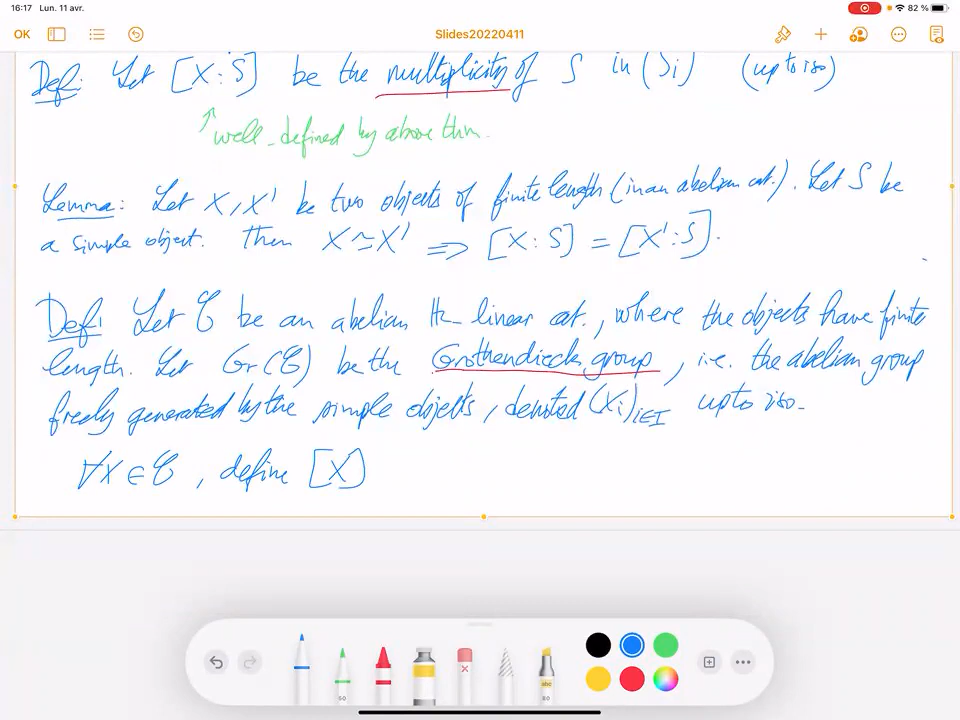 16:17 Lun. 11 avr.
82 %
OK
Slides20220411
Def: Let [X:S] be the multiplicity of S in (Si) (up to iso)
↑ well-defined by above thm.
Lemma: Let X, X' be two objects of finite length (in an abelian cat.). Let S be
a simple object. Then X ≃ X' ⟹ [X:S] = [X':S].
Def: Let 𝒞 be an abelian 𝕜-linear cat., where the objects have finite
length. Let Gr(𝒞) be the Grothendieck group, i.e. the abelian group
freely generated by the simple objects, denoted (Xi)i∈I up to iso.
∀X ∈ 𝒞, define [X]